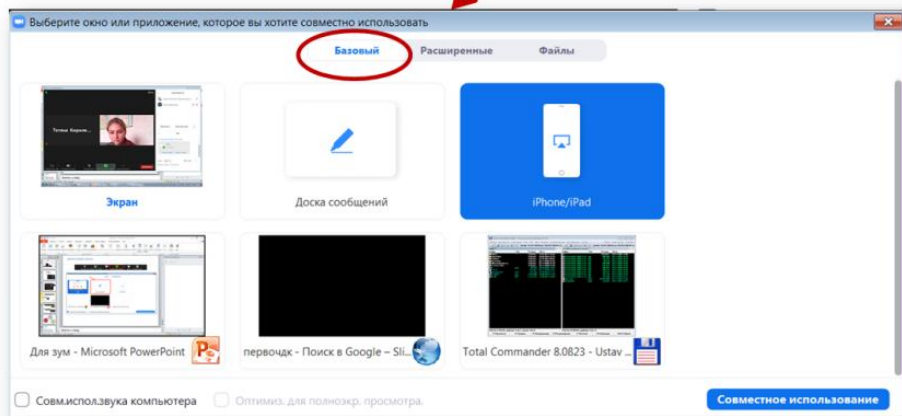 Выберите окно или приложение, которое вы хотите совместно использовать
Базовый Расширенные Файлы
Экран
Доска сообщений
iPhone/iPad
Для зум - Microsoft PowerPoint
первочдк - Поиск в Google – Sli...
Total Commander 8.0823 - Ustav ...
Совм.испол.звука компьютера
Оптимиз. для полноэкр. просмотра.
Совместное использование